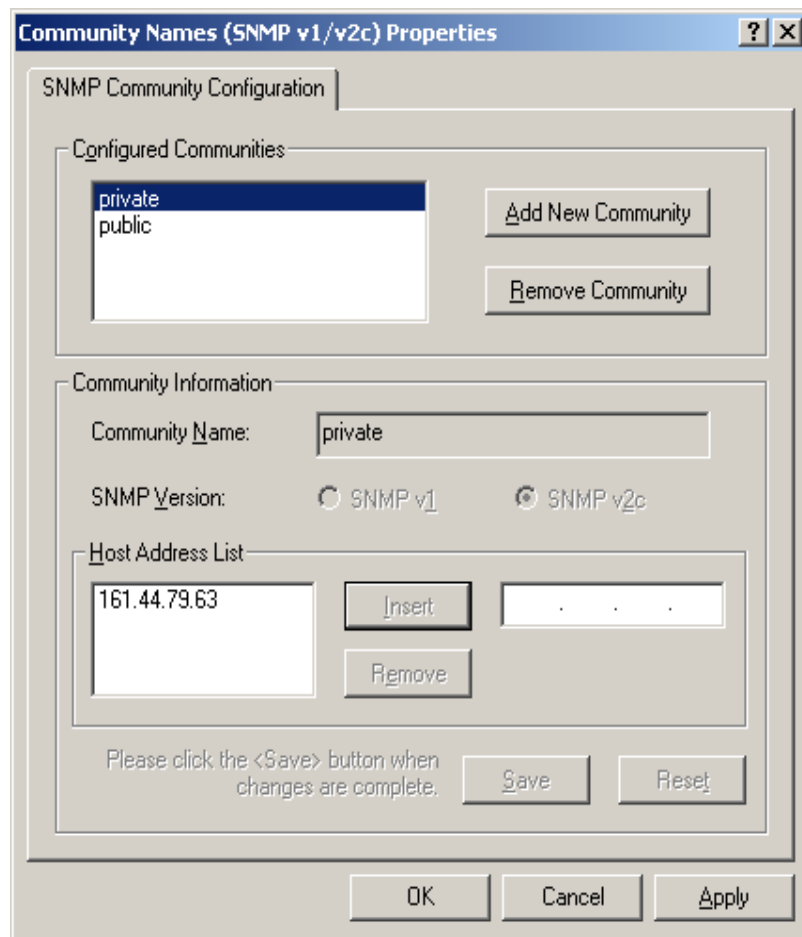 Community Names (SNMP v1/v2c) Properties
SNMP Community Configuration
Configured Communities
private
public
Add New Community
Remove Community
Community Information
Community Name:
private
SNMP Version:
SNMP v1
SNMP v2c
Host Address List
161.44.79.63
Insert
. . .
Remove
Please click the <Save> button when
changes are complete.
Save
Reset
OK
Cancel
Apply